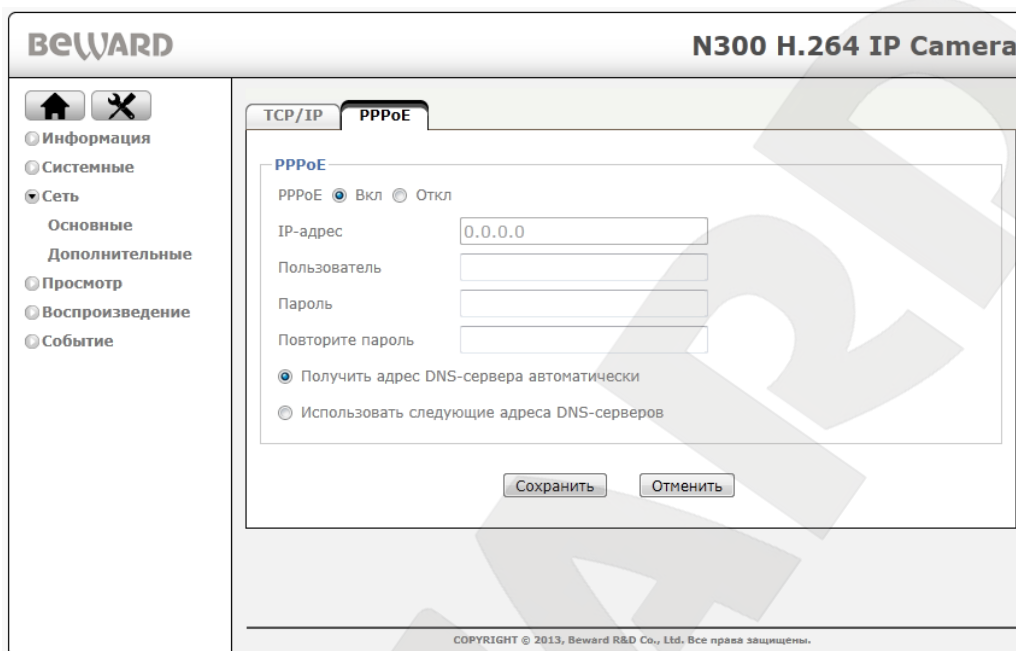 BEWARD
N300 H.264 IP Camera
Информация
Системные
Сеть
Основные
Дополнительные
Просмотр
Воспроизведение
Событие
TCP/IP
PPPoE
PPPoE
PPPoE Вкл Откл
IP-адрес 0.0.0.0
Пользователь
Пароль
Повторите пароль
Получить адрес DNS-сервера автоматически
Использовать следующие адреса DNS-серверов
Сохранить Отменить
COPYRIGHT © 2013, Beward R&D Co., Ltd. Все права защищены.